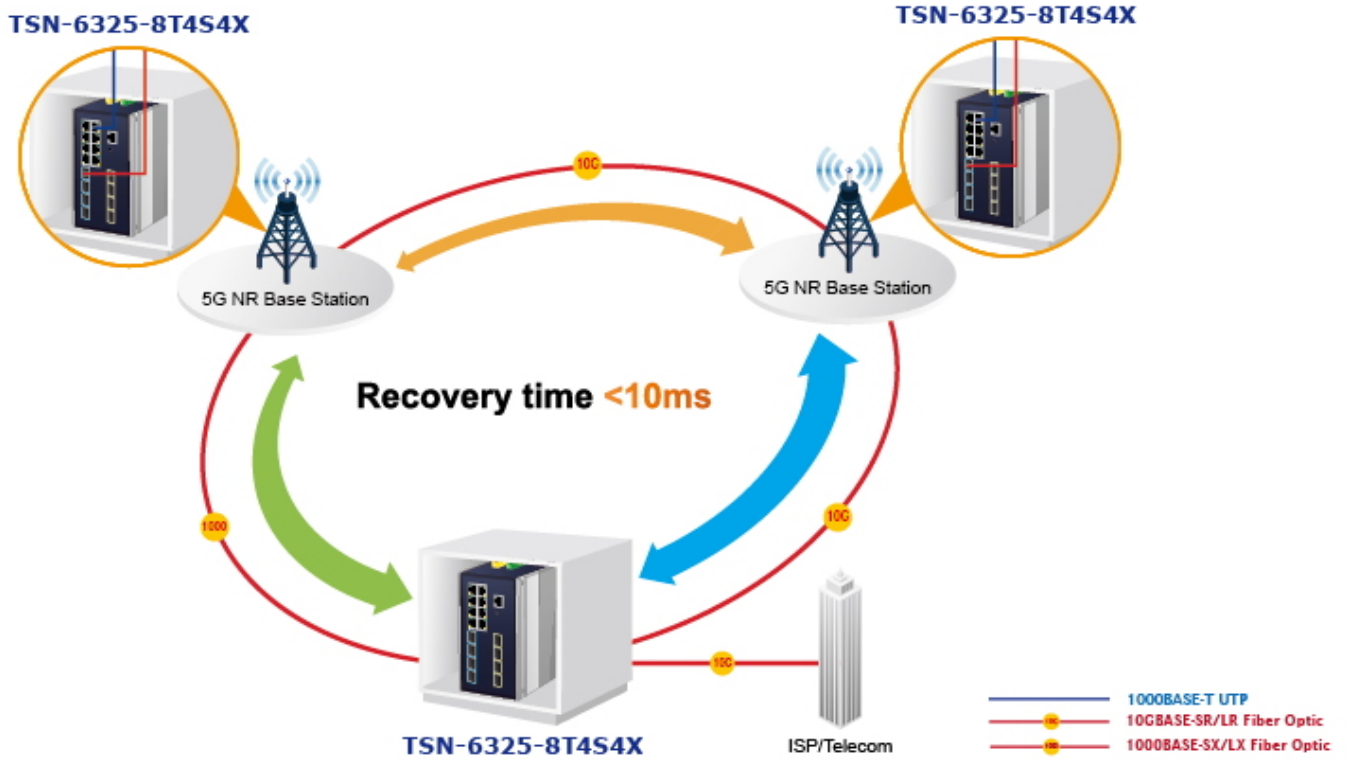 TSN-6325-8T4S4X
TSN-6325-8T4S4X
10G
5G NR Base Station
5G NR Base Station
Recovery time <10ms
1000
10G
10G
TSN-6325-8T4S4X
ISP/Telecom
1000BASE-T UTP
10GBASE-SR/LR Fiber Optic
1000BASE-SX/LX Fiber Optic